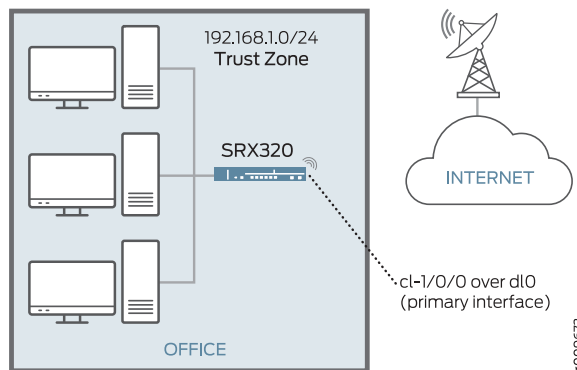 192.168.1.0/24
Trust Zone
SRX320
INTERNET
cl-1/0/0 over dl0
(primary interface)
OFFICE